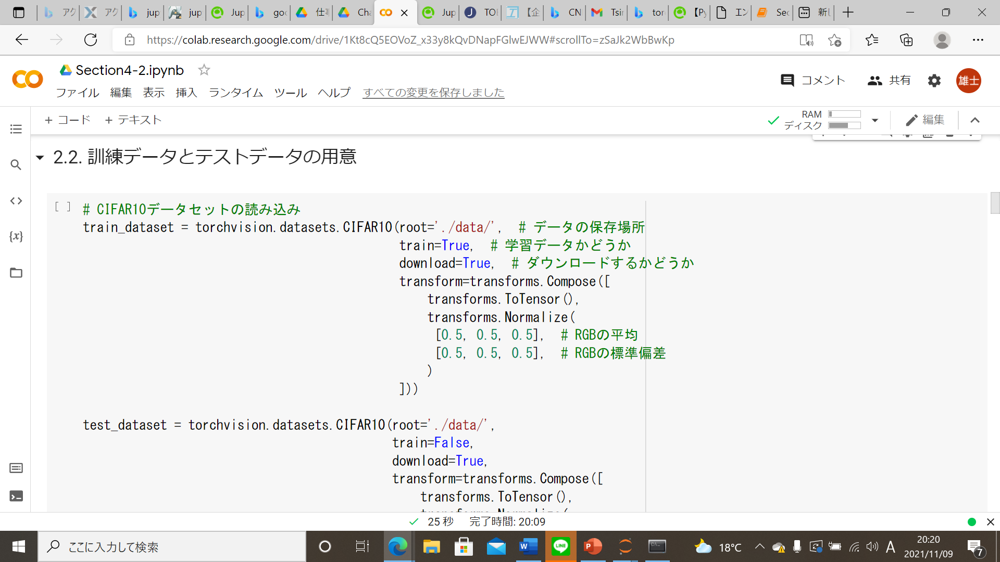 アク
アク
jup
jup
Jup
goo
仕事
Cha
Jup
TOE
【企
CN
Tsir
tor
【Py
エン
Sec
新し
https://colab.research.google.com/drive/1Kt8cQ5EOVoZ_x33y8kQvDNapFGlwEJWW#scrollTo=zSaJk2WbBwKp
Section4-2.ipynb
コメント
共有
雄士
ファイル 編集 表示 挿入 ランタイム ツール ヘルプ すべての変更を保存しました
+ コード + テキスト
RAM
ディスク
編集
2.2. 訓練データとテストデータの用意
[ ]
# CIFAR10データセットの読み込み
train_dataset = torchvision.datasets.CIFAR10(root='./data/', # データの保存場所
train=True, # 学習データかどうか
download=True, # ダウンロードするかどうか
transform=transforms.Compose([
transforms.ToTensor(),
transforms.Normalize(
[0.5, 0.5, 0.5], # RGBの平均
[0.5, 0.5, 0.5], # RGBの標準偏差
)
]))
test_dataset = torchvision.datasets.CIFAR10(root='./data/',
train=False,
download=True,
transform=transforms.Compose([
transforms.ToTensor(),
transforms.Normalize(
25 秒 完了時間: 20:09
ここに入力して検索
LINE
18°C
A
20:20
2021/11/09
7